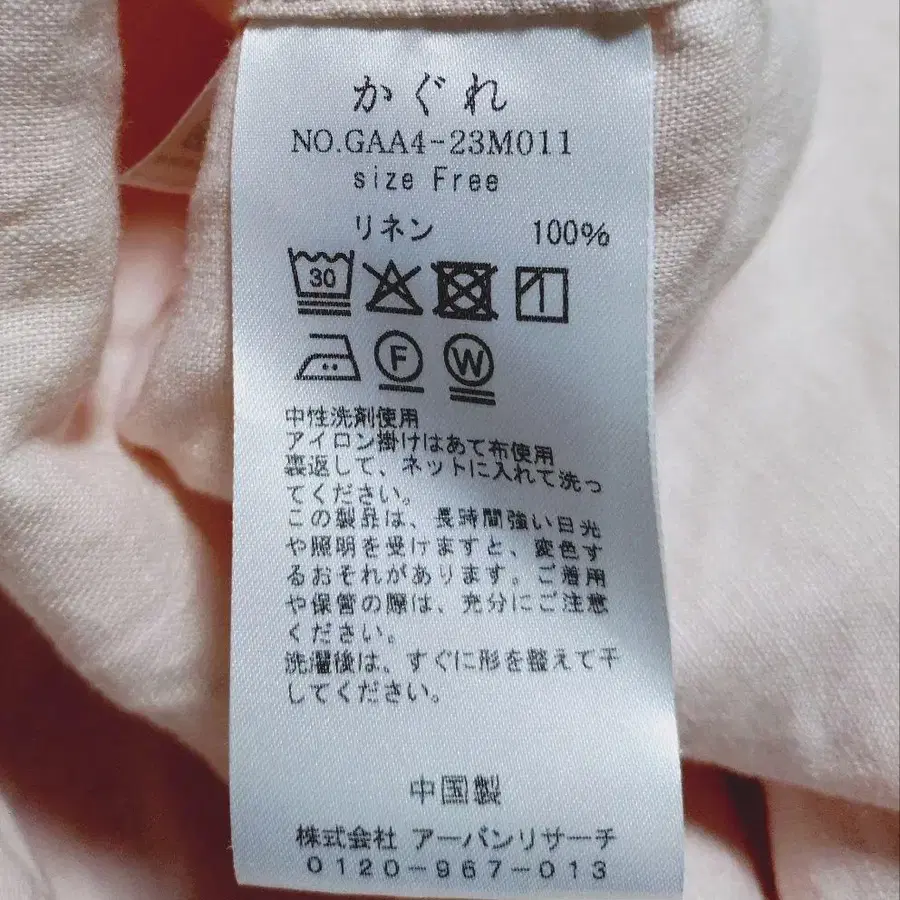 かぐれ
NO.GAA4-23M011
size Free
リネン 100%
30
F W
中性洗剤使用
アイロン掛けはあて布使用
裏返して、ネットに入れて洗っ
てください。
この製品は、長時間強い日光
や照明を受けますと、変色す
るおそれがあります。ご着用
や保管の際は、充分にご注意
ください。
洗濯後は、すぐに形を整えて干
してください。
中国製
株式会社 アーバンリサーチ
0120-967-013